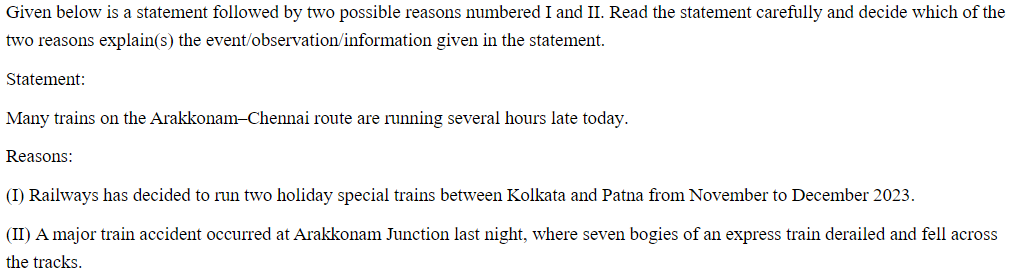 Given below is a statement followed by two possible reasons numbered I and II. Read the statement carefully and decide which of the
two reasons explain(s) the event/observation/information given in the statement.
Statement:
Many trains on the Arakkonam–Chennai route are running several hours late today.
Reasons:
(I) Railways has decided to run two holiday special trains between Kolkata and Patna from November to December 2023.
(II) A major train accident occurred at Arakkonam Junction last night, where seven bogies of an express train derailed and fell across
the tracks.